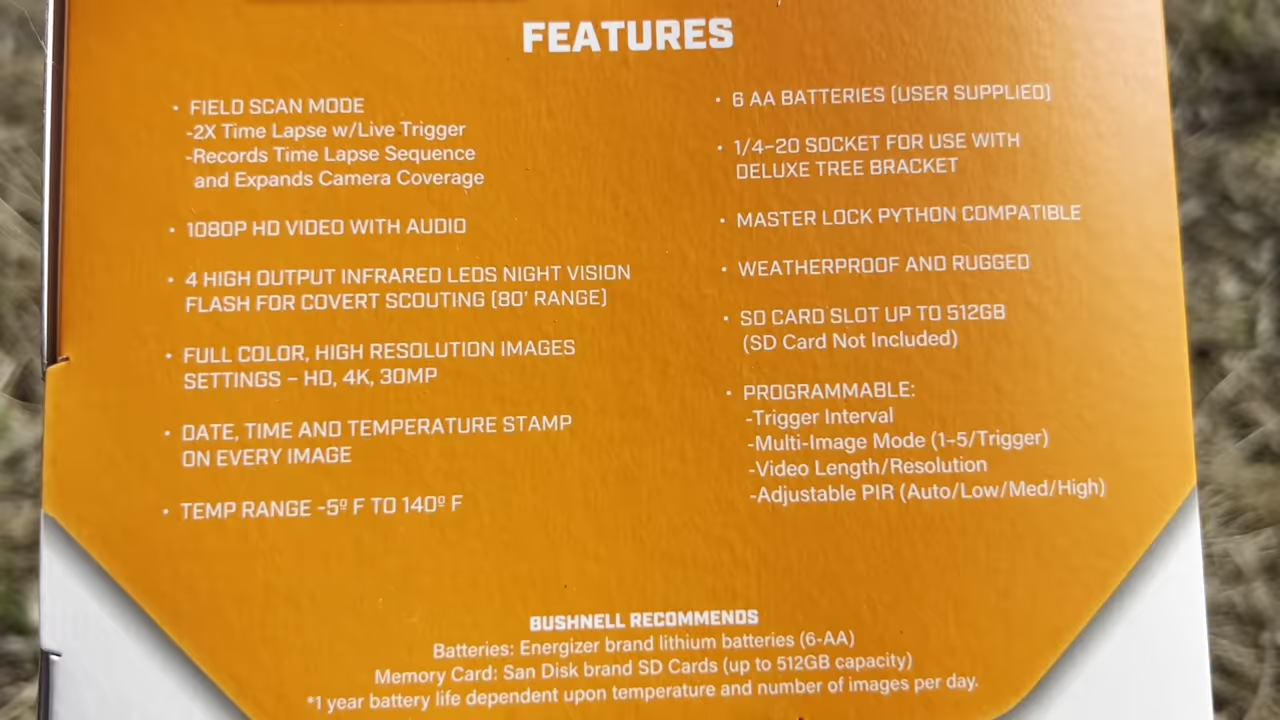 FEATURES
• FIELD SCAN MODE
-2X Time Lapse w/Live Trigger
-Records Time Lapse Sequence
and Expands Camera Coverage
• 1080P HD VIDEO WITH AUDIO
• 4 HIGH OUTPUT INFRARED LEDS NIGHT VISION
FLASH FOR COVERT SCOUTING (80' RANGE)
• FULL COLOR, HIGH RESOLUTION IMAGES
SETTINGS – HD, 4K, 30MP
• DATE, TIME AND TEMPERATURE STAMP
ON EVERY IMAGE
• TEMP RANGE -5º F TO 140º F
• 6 AA BATTERIES (USER SUPPLIED)
• 1/4-20 SOCKET FOR USE WITH
DELUXE TREE BRACKET
• MASTER LOCK PYTHON COMPATIBLE
• WEATHERPROOF AND RUGGED
• SD CARD SLOT UP TO 512GB
(SD Card Not Included)
• PROGRAMMABLE:
-Trigger Interval
-Multi-Image Mode (1-5/Trigger)
-Video Length/Resolution
-Adjustable PIR (Auto/Low/Med/High)
BUSHNELL RECOMMENDS
Batteries: Energizer brand lithium batteries (6-AA)
Memory Card: San Disk brand SD Cards (up to 512GB capacity)
*1 year battery life dependent upon temperature and number of images per day.